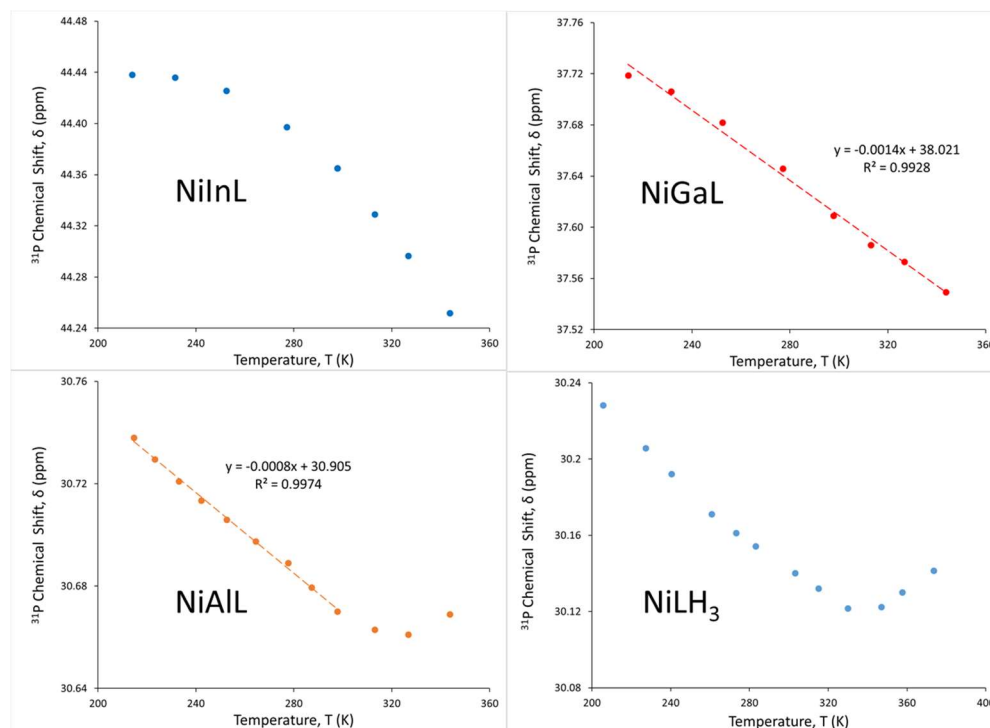 44.48
44.44
44.40
44.36
44.32
44.28
44.24
200
240
280
320
360
³¹P Chemical Shift, δ (ppm)
Temperature, T (K)
NiInL
37.76
37.72
37.68
37.64
37.60
37.56
37.52
200
240
280
320
360
³¹P Chemical Shift, δ (ppm)
Temperature, T (K)
y = -0.0014x + 38.021
R² = 0.9928
NiGaL
30.76
30.72
30.68
30.64
200
240
280
320
360
³¹P Chemical Shift, δ (ppm)
Temperature, T (K)
y = -0.0008x + 30.905
R² = 0.9974
NiAlL
30.24
30.2
30.16
30.12
30.08
200
240
280
320
360
400
³¹P Chemical Shift, δ (ppm)
Temperature, T (K)
NiLH₃